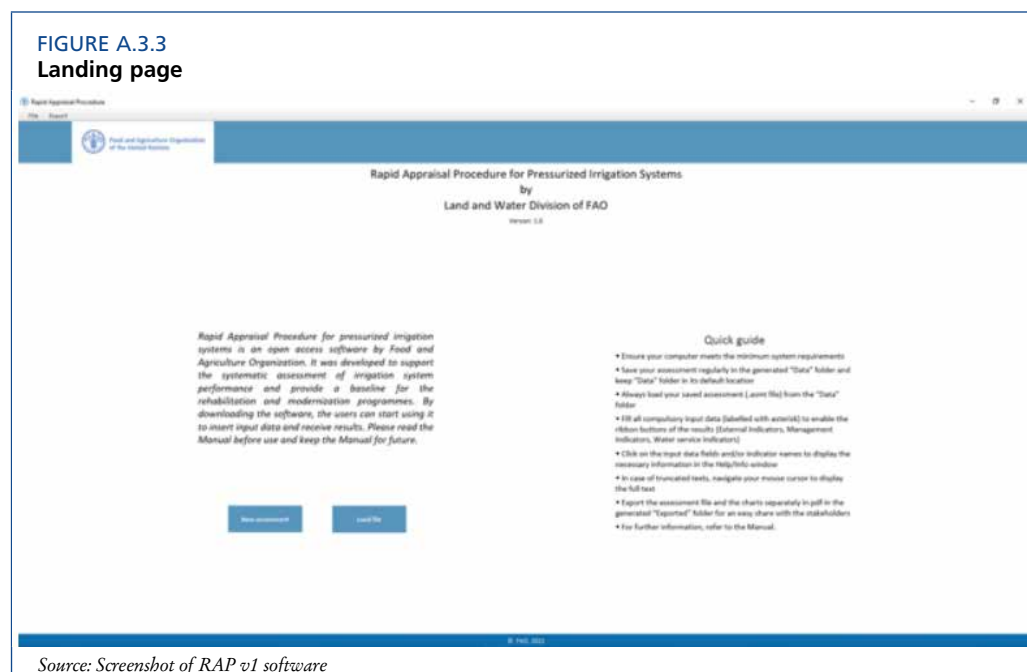 FIGURE A.3.3
Landing page
Rapid Appraisal Procedure
File Export
Food and Agriculture Organization
of the United Nations
Rapid Appraisal Procedure for Pressurized Irrigation Systems
by
Land and Water Division of FAO
Version 1.0
Rapid Appraisal Procedure for pressurized irrigation
systems is an open access software by Food and
Agriculture Organization. It was developed to support
the systematic assessment of irrigation system
performance and provide a baseline for the
rehabilitation and modernization programmes. By
downloading the software, the users can start using it
to insert input data and receive results. Please read the
Manual before use and keep the Manual for future.
New assessment Load file
Quick guide
• Ensure your computer meets the minimum system requirements
• Save your assessment regularly in the generated "Data" folder and
keep "Data" folder in its default location
• Always load your saved assessment (.asmt file) from the "Data"
folder
• Fill all compulsory input data (labelled with asterisk) to enable the
ribbon buttons of the results (External Indicators, Management
Indicators, Water service Indicators)
• Click on the input data fields and/or indicator names to display the
necessary information in the Help/Info window
• In case of truncated texts, navigate your mouse cursor to display
the full text
• Export the assessment file and the charts separately in pdf in the
generated "Exported" folder for an easy share with the stakeholders
• For further information, refer to the Manual.
© FAO, 2022
Source: Screenshot of RAP v1 software